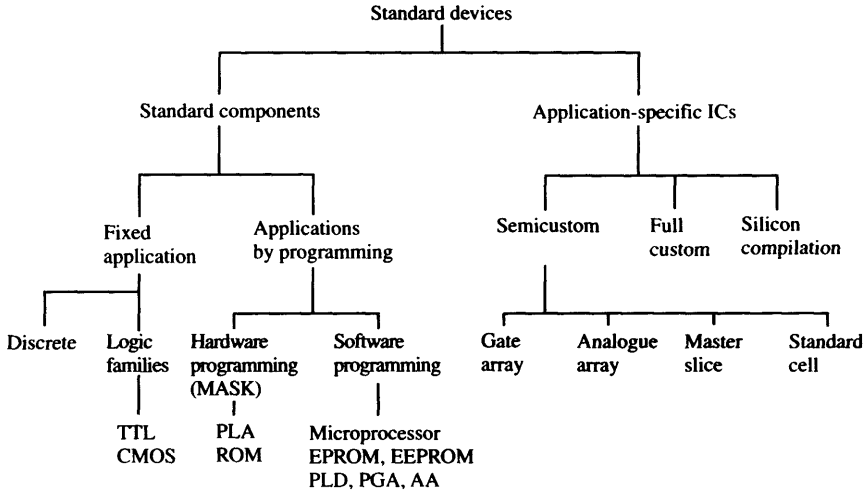 Standard devices
Standard components
Application-specific ICs
Fixed
application
Applications
by programming
Semicustom
Full
custom
Silicon
compilation
Discrete
Logic
families
Hardware
programming
(MASK)
Software
programming
Gate
array
Analogue
array
Master
slice
Standard
cell
TTL
CMOS
PLA
ROM
Microprocessor
EPROM, EEPROM
PLD, PGA, AA